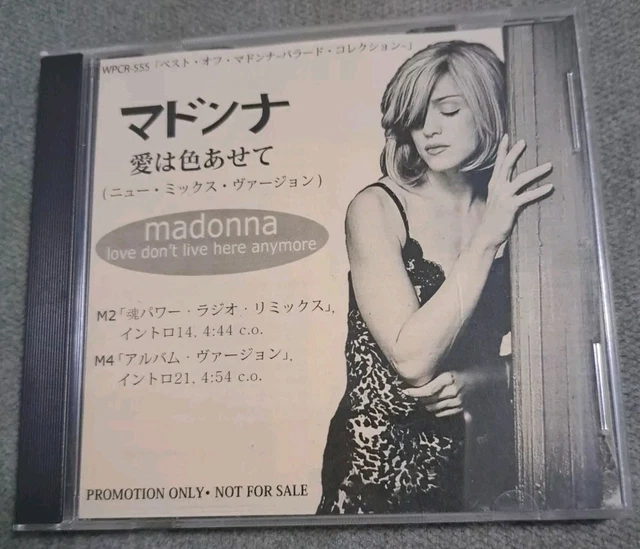 WPCR-555「ベスト・オフ・マドンナ-バラード・コレクション-」
マドンナ
愛は色あせて
(ニュー・ミックス・ヴァージョン)
madonna
love don't live here anymore
M2「魂パワー・ラジオ・リミックス」,
イントロ14, 4:44 c.o.
M4「アルバム・ヴァージョン」,
イントロ21, 4:54 c.o.
PROMOTION ONLY• NOT FOR SALE